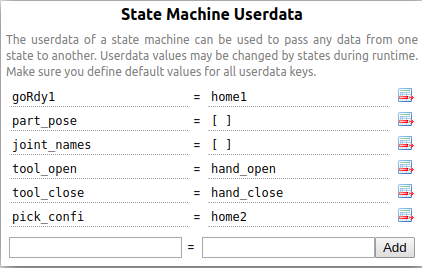 State Machine Userdata
The userdata of a state machine can be used to pass any data from one
state to another. Userdata values may be changed by states during runtime.
Make sure you define default values for all userdata keys.
goRdy1 = home1
part_pose = [ ]
joint_names = [ ]
tool_open = hand_open
tool_close = hand_close
pick_confi = home2
= Add